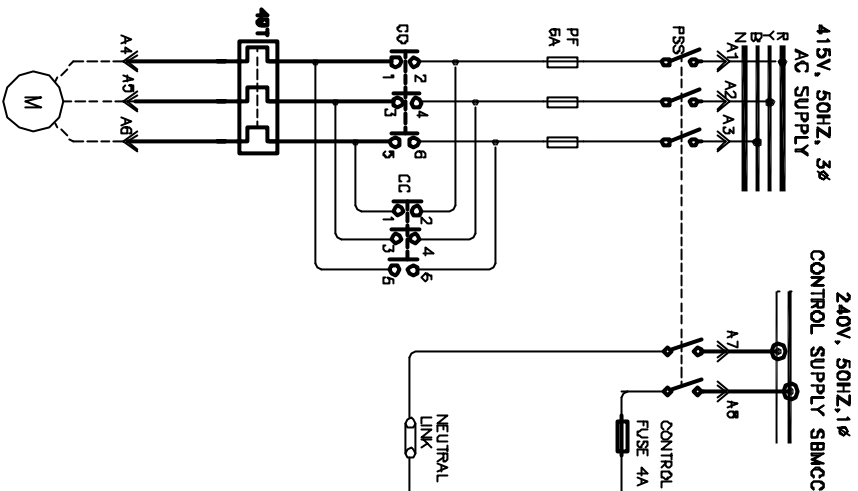 415V, 50HZ, 3ø
AC SUPPLY
R
Y
B
N
A1
A2
A3
PSS
PF
6A
CO
2
1
4
3
6
5
CC
2
1
4
3
6
5
49T
A4
A5
A6
M
240V, 50HZ,1ø
CONTROL SUPPLY SBMCC
A7
A8
NEUTRAL
LINK
CONTROL
FUSE 4A